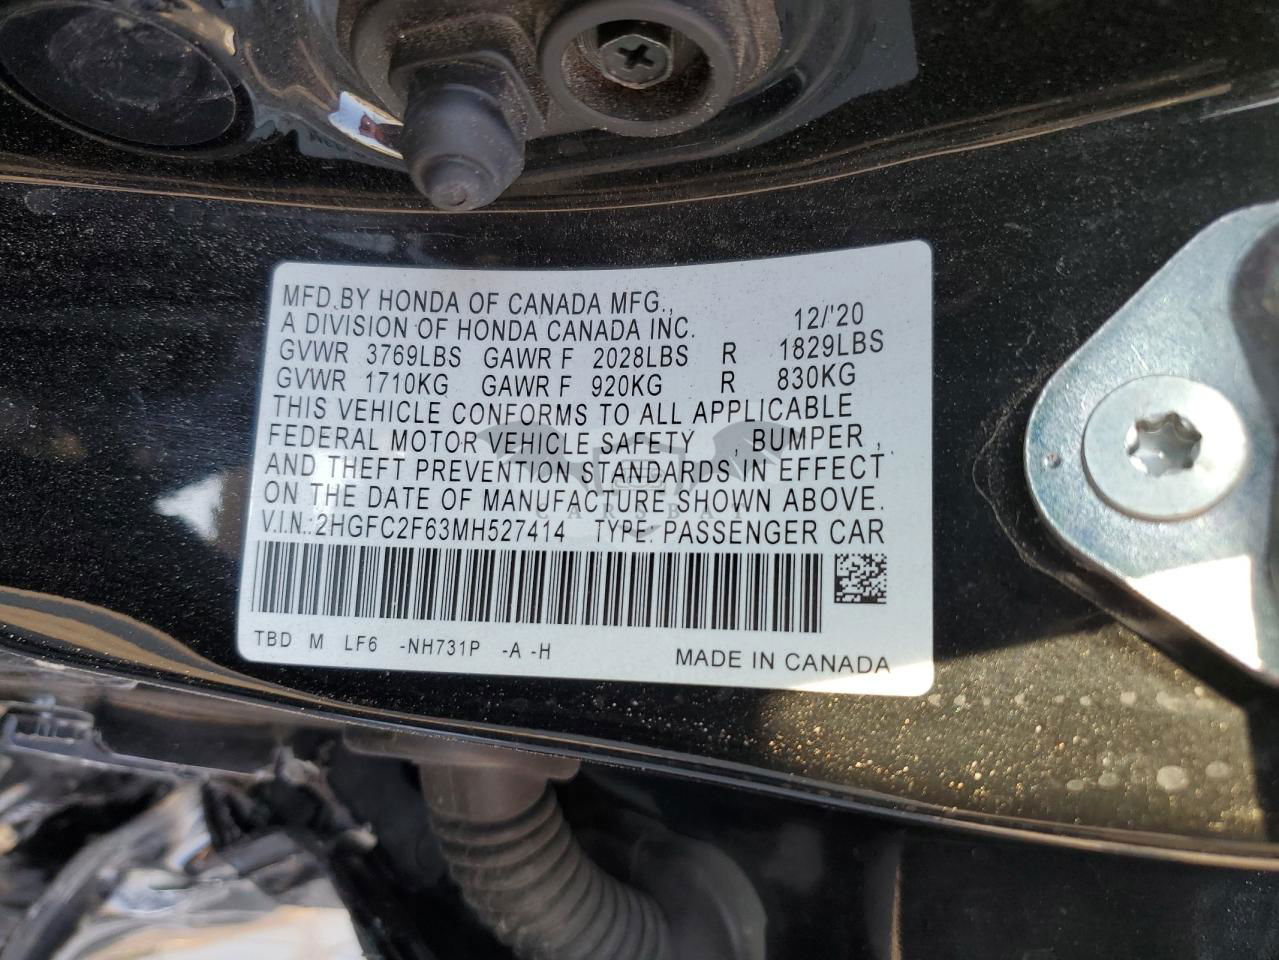 MFD.BY HONDA OF CANADA MFG.,
A DIVISION OF HONDA CANADA INC. 12/'20
GVWR 3769LBS GAWR F 2028LBS R 1829LBS
GVWR 1710KG GAWR F 920KG R 830KG
THIS VEHICLE CONFORMS TO ALL APPLICABLE
FEDERAL MOTOR VEHICLE SAFETY , BUMPER ,
AND THEFT PREVENTION STANDARDS IN EFFECT
ON THE DATE OF MANUFACTURE SHOWN ABOVE.
CARSBAT
V.I.N.:2HGFC2F63MH527414 TYPE:PASSENGER CAR
TBD M LF6 -NH731P -A -H MADE IN CANADA